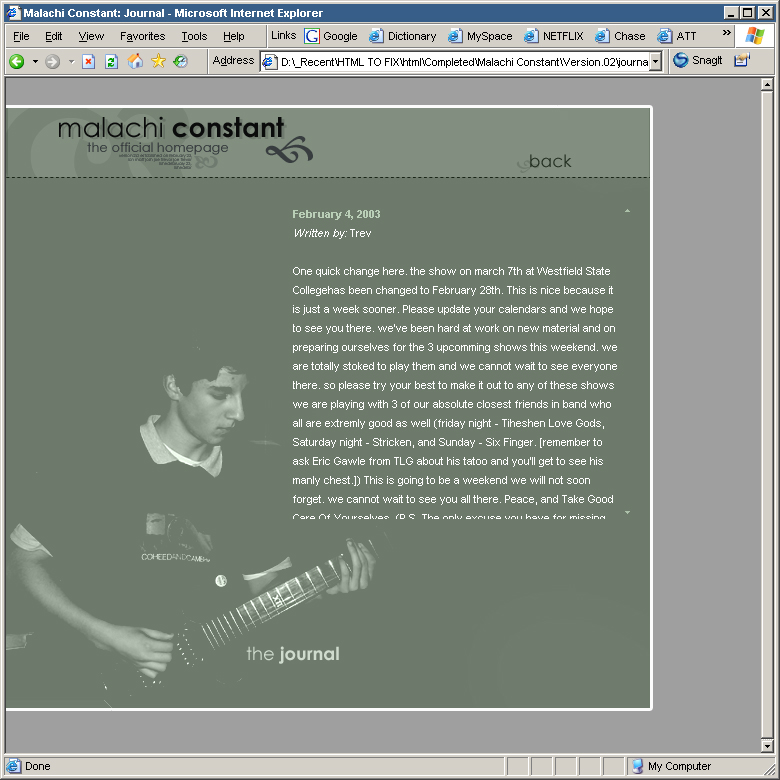 Malachi Constant: Journal - Microsoft Internet Explorer
File Edit View Favorites Tools Help Links Google Dictionary MySpace NETFLIX Chase ATT »
Address D:\_Recent\HTML TO FIX\html\Completed\Malachi Constant\Version.02\journa SnagIt
malachi constant
the official homepage
back
February 4, 2003
Written by: Trev
One quick change here. the show on march 7th at Westfield State
Collegehas been changed to February 28th. This is nice because it
is just a week sooner. Please update your calendars and we hope
to see you there. we've been hard at work on new material and on
preparing ourselves for the 3 upcomming shows this weekend. we
are totally stoked to play them and we cannot wait to see everyone
there. so please try your best to make it out to any of these shows
we are playing with 3 of our absolute closest friends in band who
all are extremly good as well (friday night - Tiheshen Love Gods,
Saturday night - Stricken, and Sunday - Six Finger. [remember to
ask Eric Gawle from TLG about his tatoo and you'll get to see his
manly chest.]) This is going to be a weekend we will not soon
forget. we cannot wait to see you all there. Peace, and Take Good
Care Of Yourselves. (P.S. The only excuse you have for missing
COHEEDANDCAMBR
the journal
Done My Computer